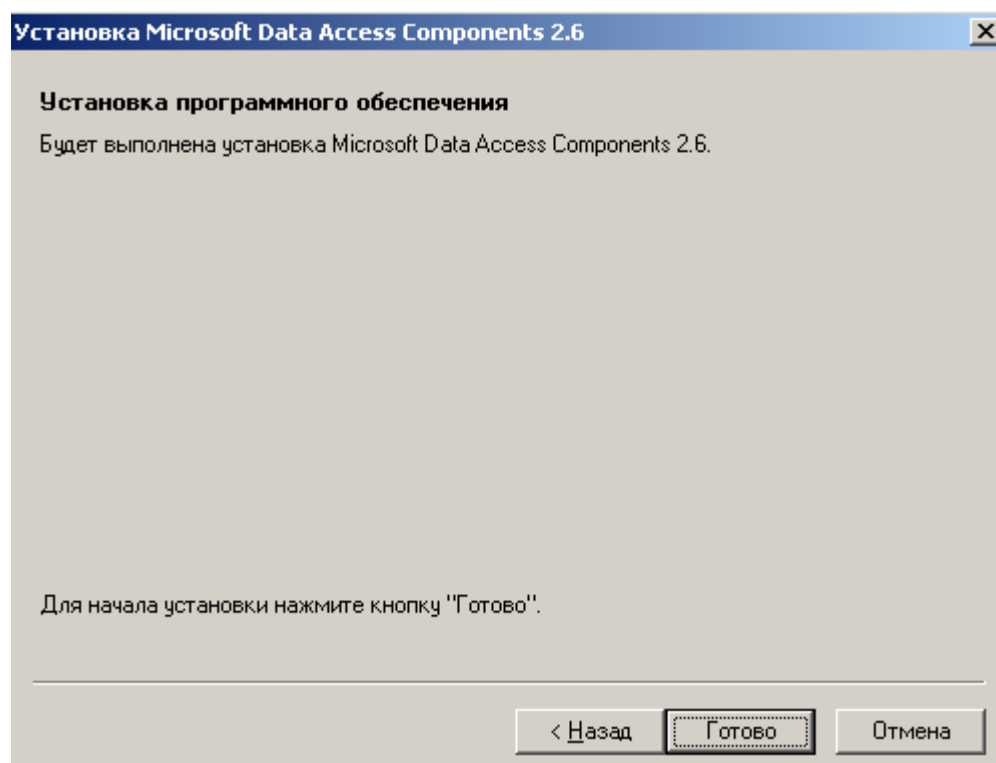 Установка Microsoft Data Access Components 2.6
Установка программного обеспечения
Будет выполнена установка Microsoft Data Access Components 2.6.
Для начала установки нажмите кнопку "Готово".
< Назад
Готово
Отмена